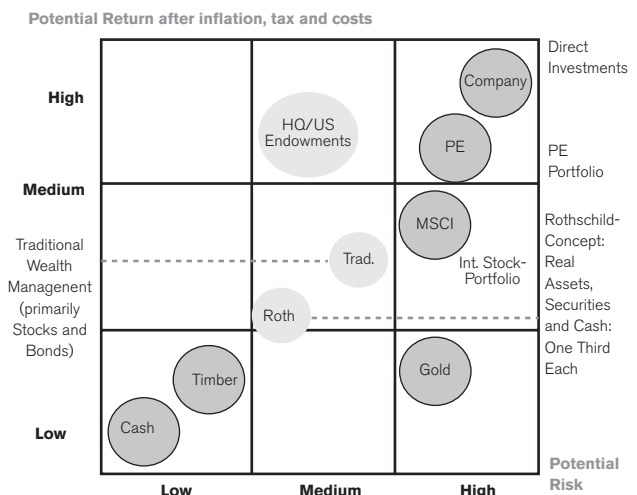 Potential Return after inflation, tax and costs
High
Medium
Traditional
Wealth
Management
(primarily
Stocks and
Bonds)
Low
Company
HQ/US
Endowments
PE
MSCI
Trad.
Int. Stock-
Portfolio
Roth
Timber
Gold
Cash
Direct
Investments
PE
Portfolio
Rothschild-
Concept:
Real
Assets,
Securities
and Cash:
One Third
Each
Potential
Risk
Low
Medium
High